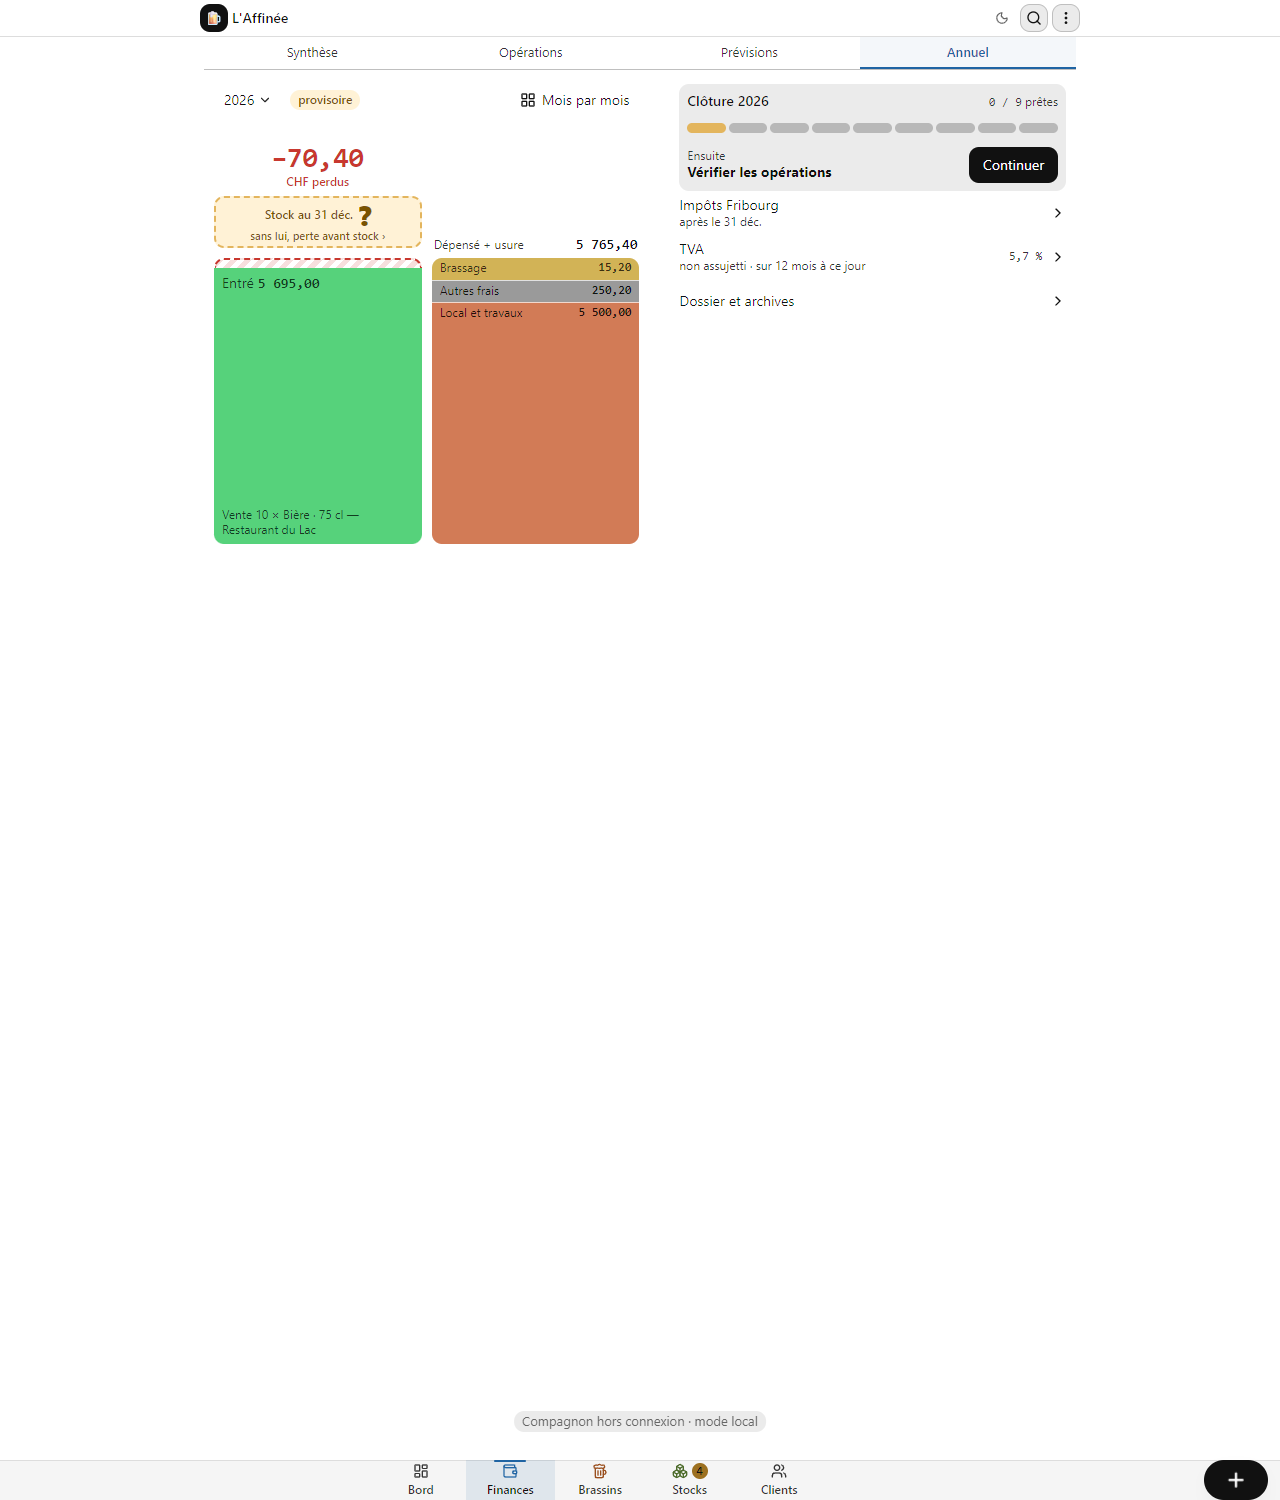 L'Affinée
Synthèse
Opérations
Prévisions
Annuel
2026
provisoire
Mois par mois
−70,40
CHF perdus
Stock au 31 déc. ?
sans lui, perte avant stock ›
Entré 5 695,00
Vente 10 × Bière · 75 cl —
Restaurant du Lac
Dépensé + usure 5 765,40
Brassage 15,20
Autres frais 250,20
Local et travaux 5 500,00
Clôture 2026 0 / 9 prêtes
Ensuite
Vérifier les opérations
Continuer
Impôts Fribourg
après le 31 déc.
TVA
non assujetti · sur 12 mois à ce jour
5,7 %
Dossier et archives
Compagnon hors connexion · mode local
Bord
Finances
Brassins
4
Stocks
Clients